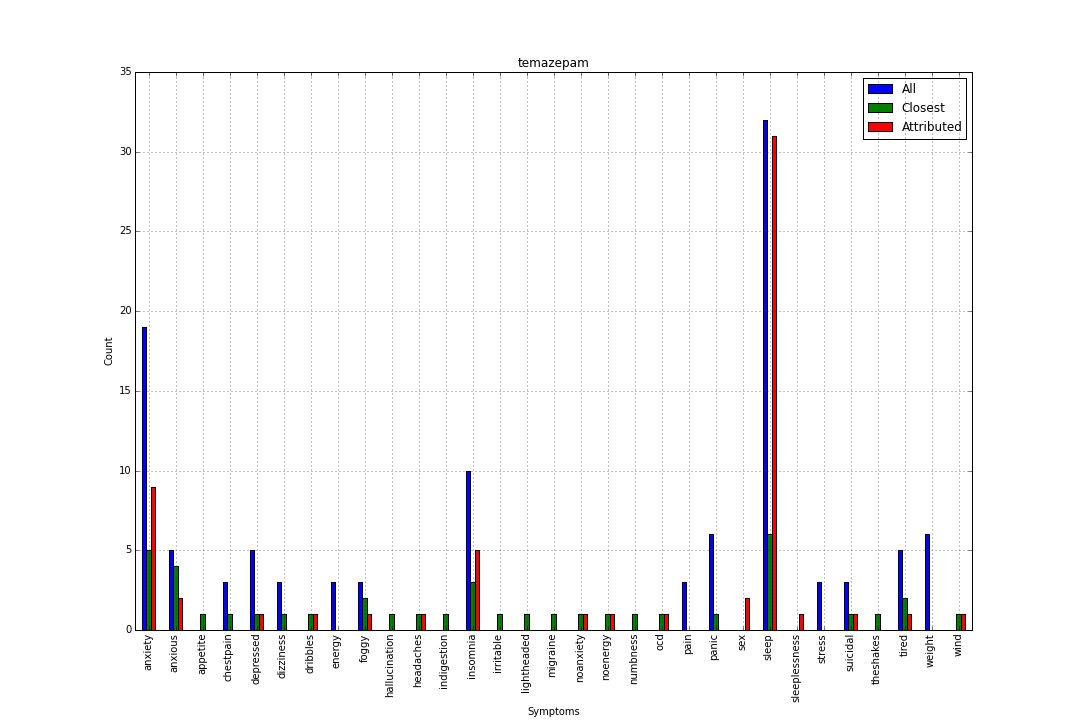 temazepam
35
30
25
20
15
10
5
0
Count
All
Closest
Attributed
anxiety
anxious
appetite
chestpain
depressed
dizziness
dribbles
energy
foggy
hallucination
headaches
indigestion
insomnia
irritable
lightheaded
migraine
noanxiety
noenergy
numbness
ocd
pain
panic
sex
sleep
sleeplessness
stress
suicidal
theshakes
tired
weight
wind
Symptoms